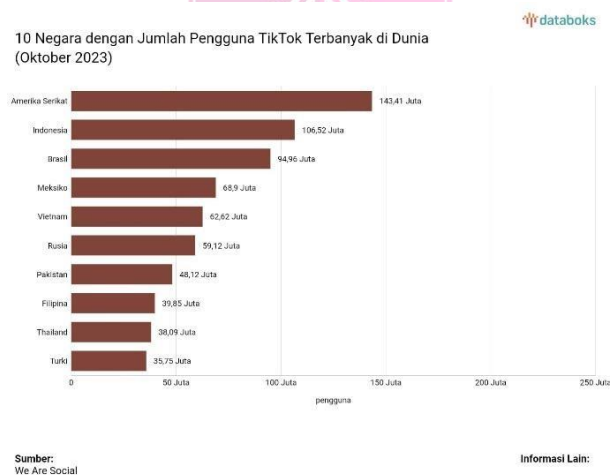 databoks
10 Negara dengan Jumlah Pengguna TikTok Terbanyak di Dunia
(Oktober 2023)
Amerika Serikat 143,41 Juta
Indonesia 106,52 Juta
Brasil 94,96 Juta
Meksiko 68,9 Juta
Vietnam 62,62 Juta
Rusia 59,12 Juta
Pakistan 48,12 Juta
Filipina 39,85 Juta
Thailand 38,09 Juta
Turki 35,75 Juta
0 50 Juta 100 Juta 150 Juta 200 Juta 250 Juta
pengguna
Sumber: Informasi Lain:
We Are Social